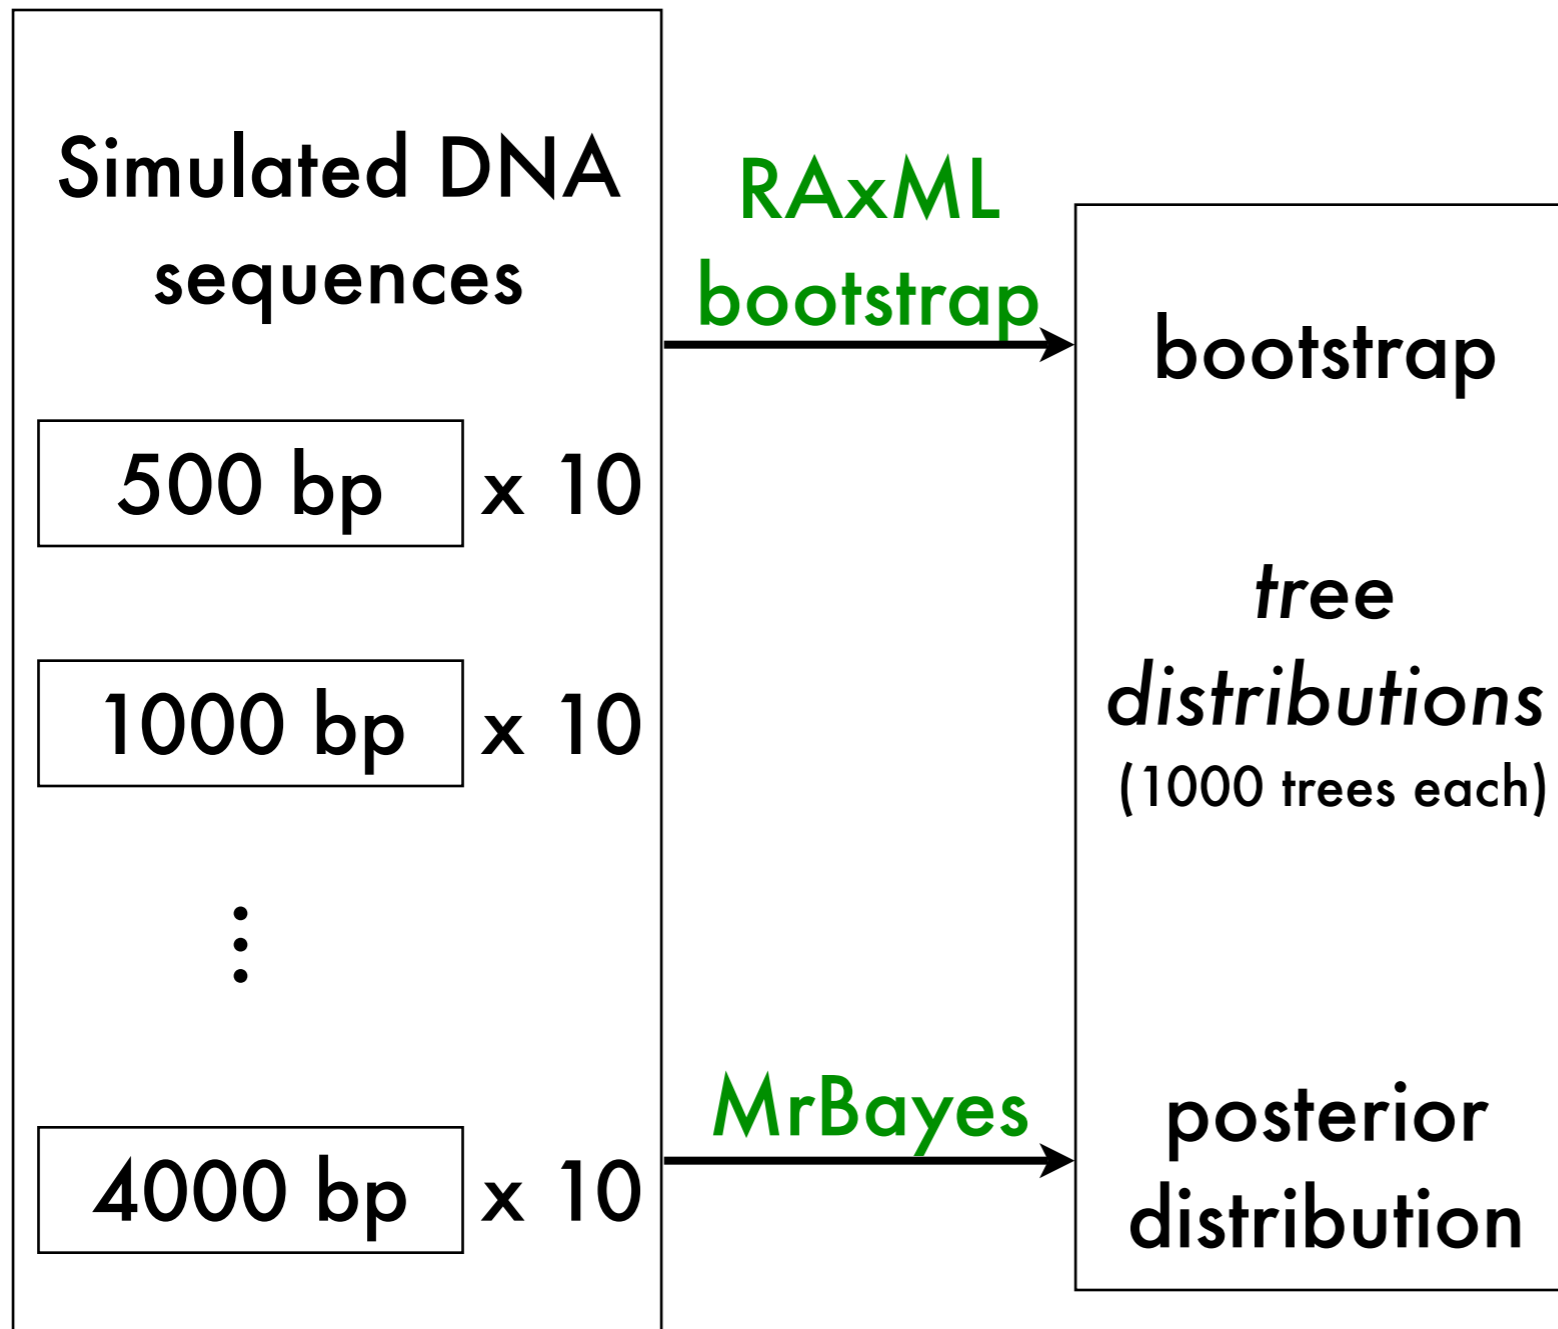 Simulated DNA
sequences
500 bp x 10
1000 bp x 10
⋮
4000 bp x 10
RAxML
bootstrap
MrBayes
bootstrap
tree
distributions
(1000 trees each)
posterior
distribution